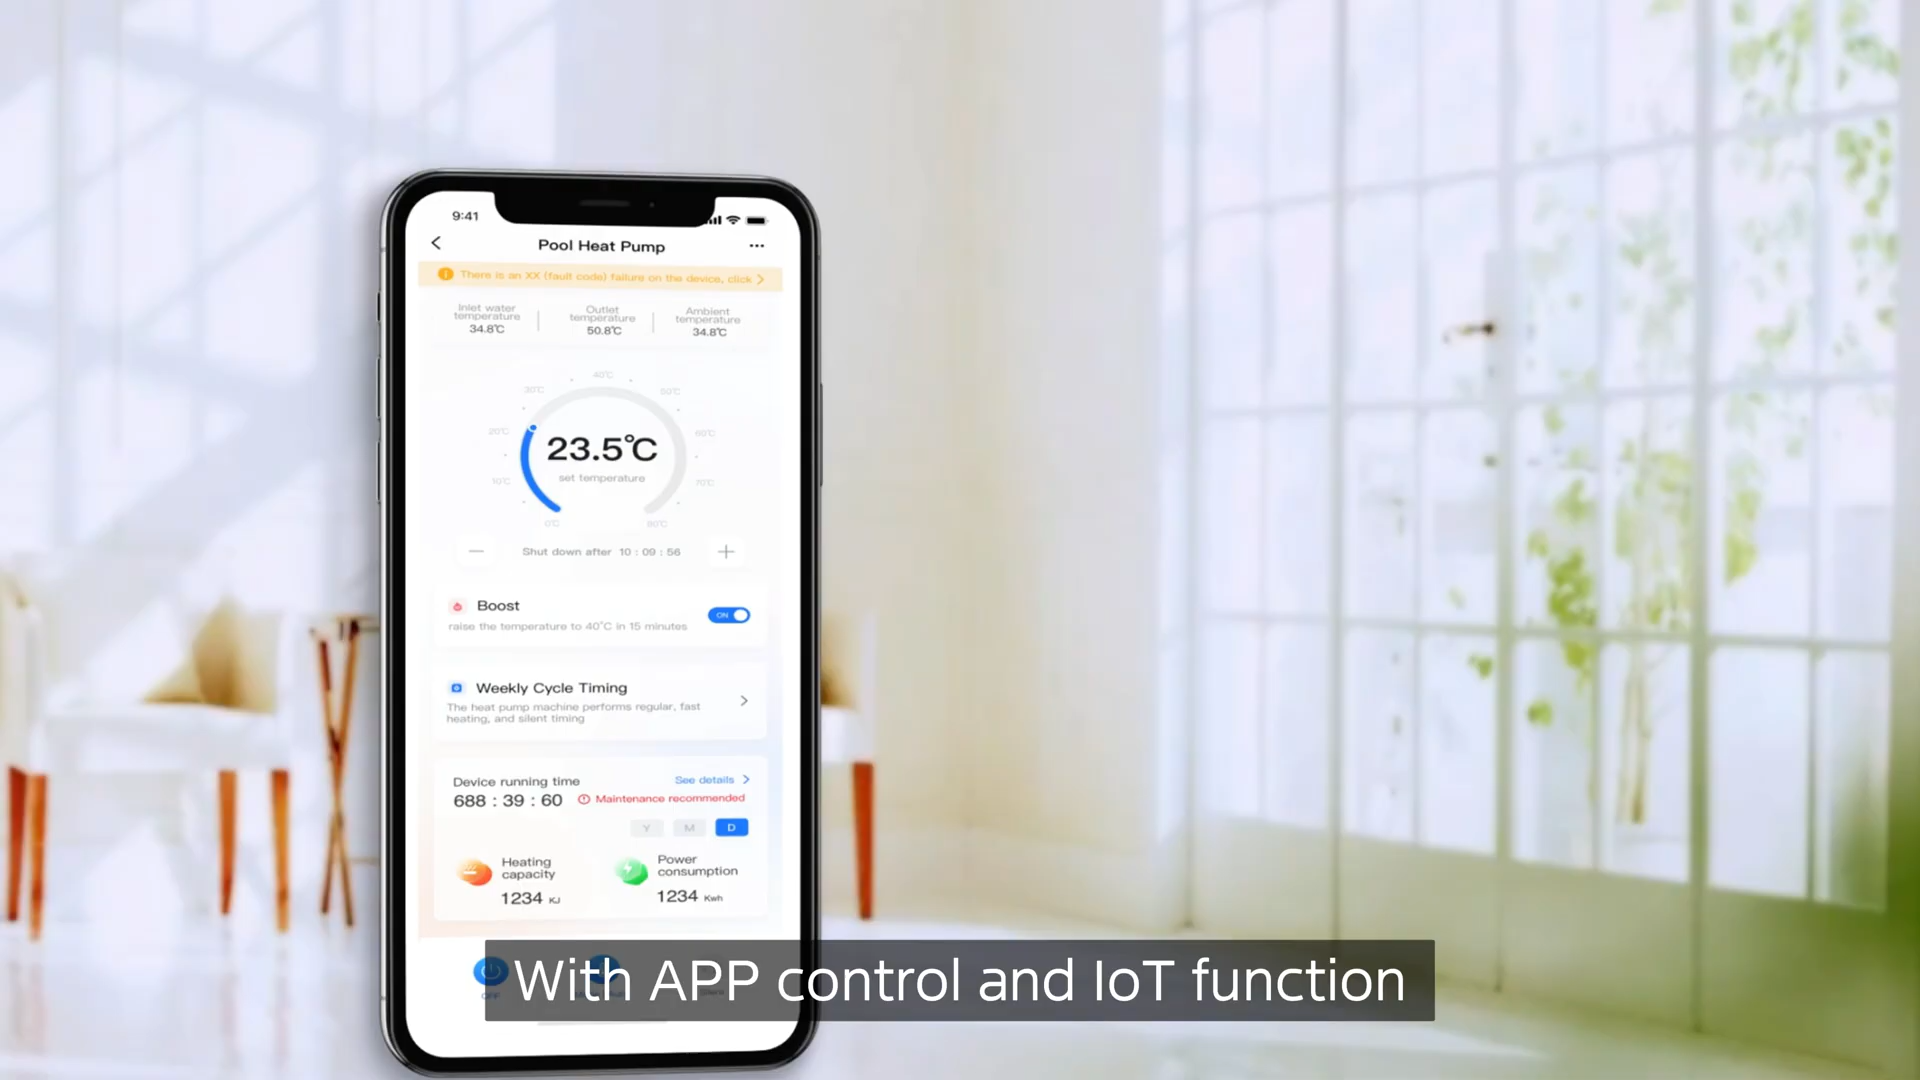 9:41
Pool Heat Pump
There is an XX (fault code) failure on the device, click
Inlet water
temperature
34.8℃
Outlet
temperature
50.8℃
Ambient
temperature
34.8℃
40℃
30℃
50℃
20℃
60℃
10℃
70℃
0℃
80℃
23.5℃
set temperature
Shut down after 10 : 09 : 56
Boost
ON
raise the temperature to 40°C in 15 minutes
Weekly Cycle Timing
The heat pump machine performs regular, fast
heating, and silent timing
Device running time
See details
688 : 39 : 60
Maintenance recommended
Y
M
D
Heating
capacity
1234 KJ
Power
consumption
1234 Kwh
OFF
With APP control and IoT function